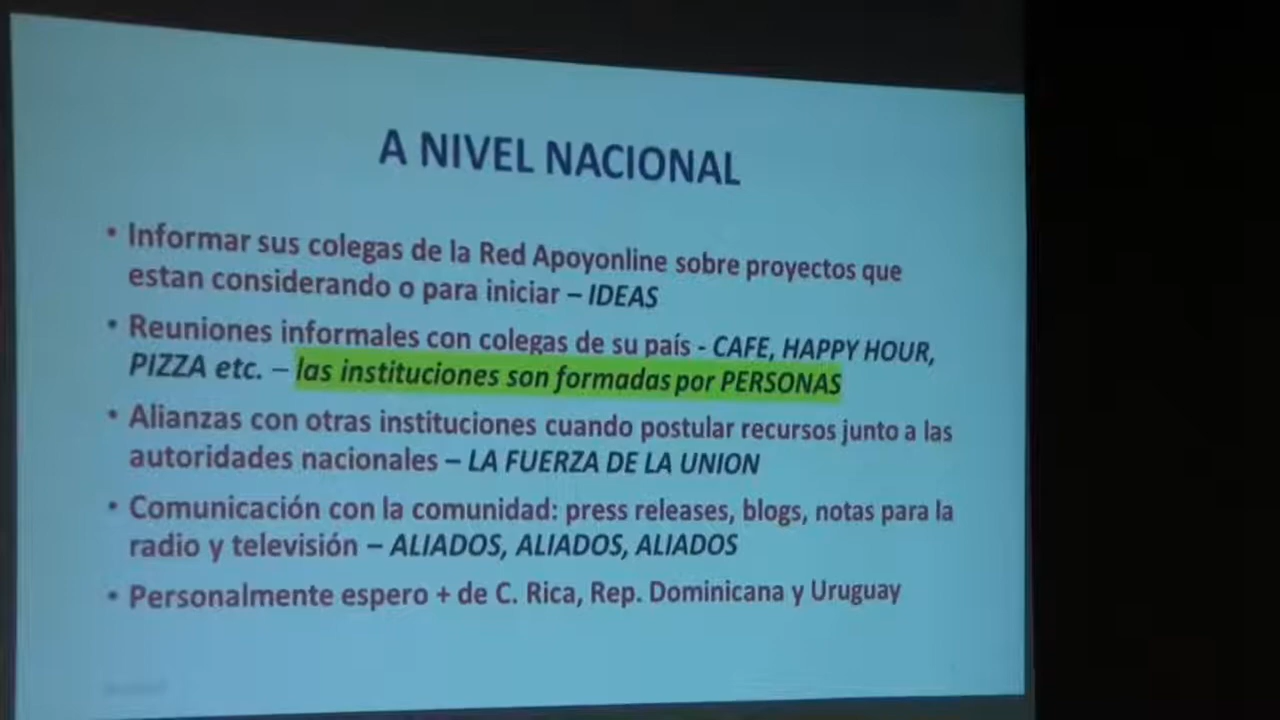 A NIVEL NACIONAL
• Informar sus colegas de la Red Apoyonline sobre proyectos que
estan considerando o para iniciar – IDEAS
• Reuniones informales con colegas de su país - CAFE, HAPPY HOUR,
PIZZA etc. – las instituciones son formadas por PERSONAS
• Alianzas con otras instituciones cuando postular recursos junto a las
autoridades nacionales – LA FUERZA DE LA UNION
• Comunicación con la comunidad: press releases, blogs, notas para la
radio y televisión – ALIADOS, ALIADOS, ALIADOS
• Personalmente espero + de C. Rica, Rep. Dominicana y Uruguay